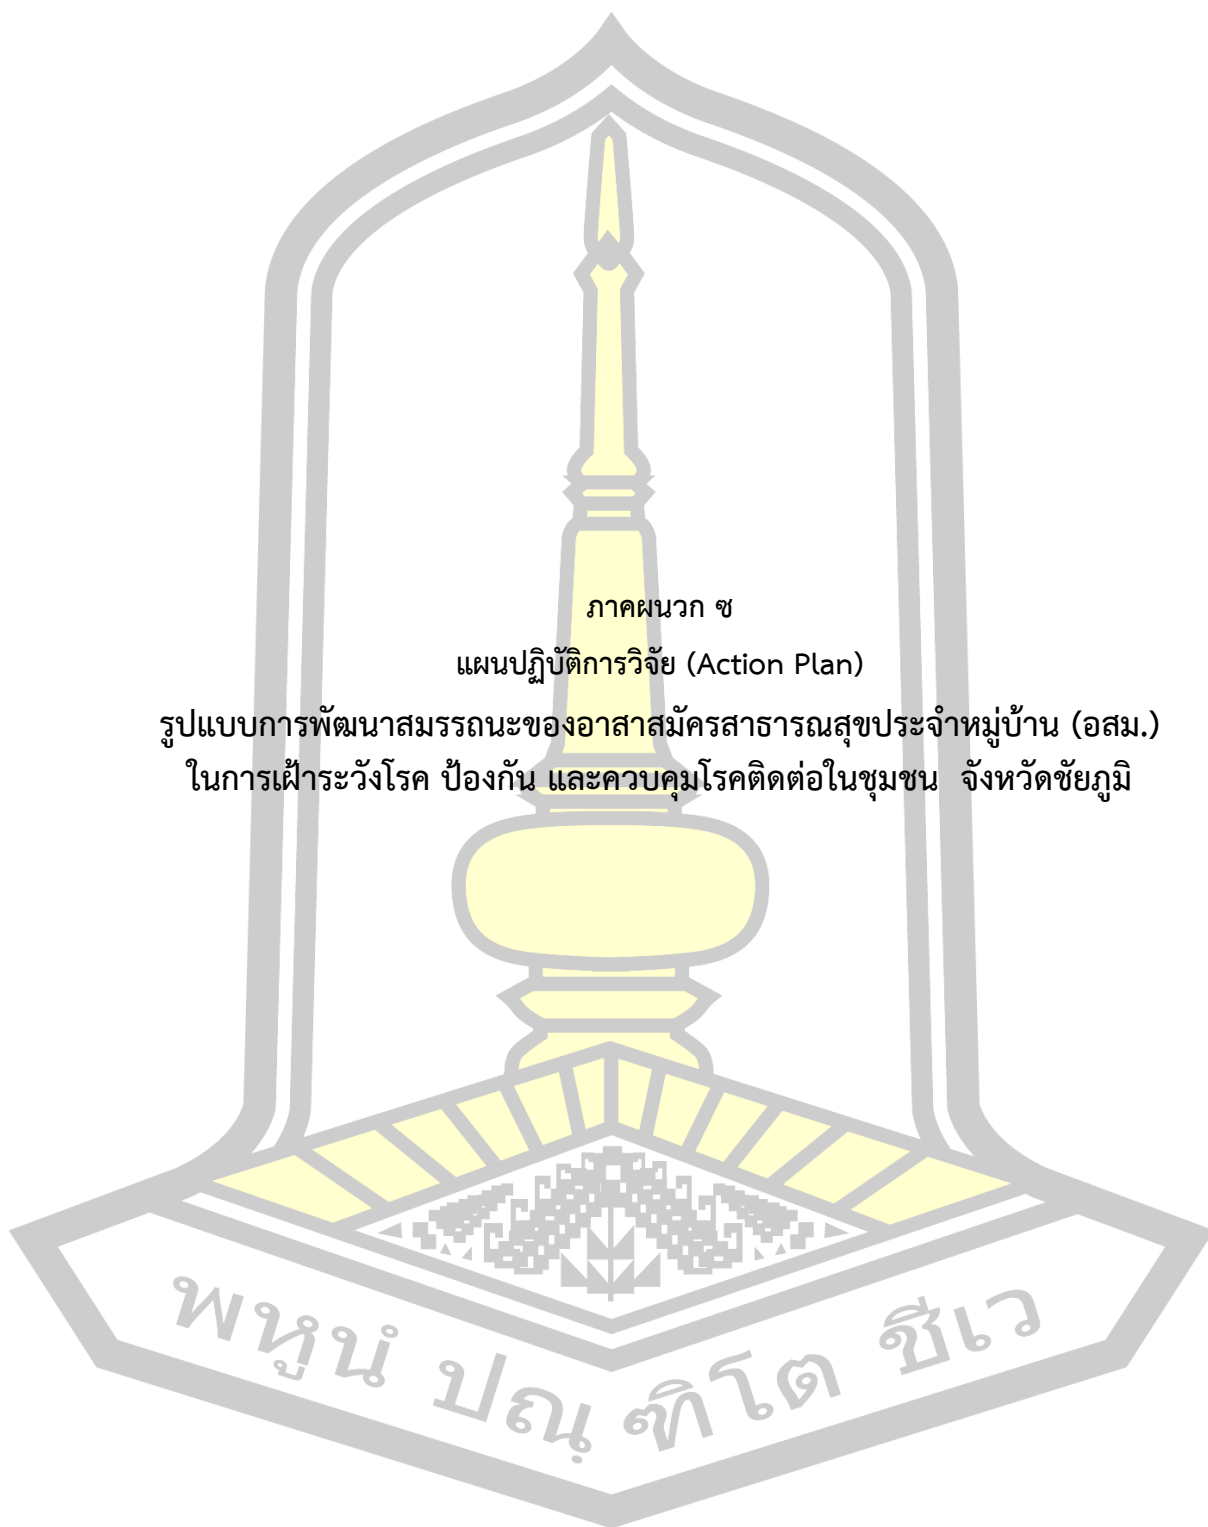 ภาคผนวก ซ
แผนปฏิบัติการวิจัย (Action Plan)
รูปแบบการพัฒนาสมรรถนะของอาสาสมัครสาธารณสุขประจำหมู่บ้าน (อสม.)
ในการเฝ้าระวังโรค ป้องกัน และควบคุมโรคติดต่อในชุมชน จังหวัดชัยภูมิ
พหูนํ ปณฺฑิโต ชีเว